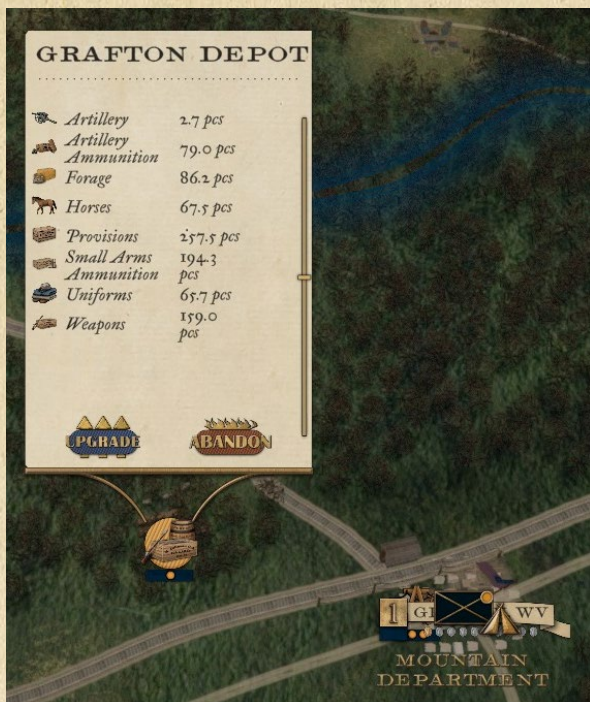 GRAFTON DEPOT
Artillery 2.7 pcs
Artillery
Ammunition 79.0 pcs
Forage 86.2 pcs
Horses 67.5 pcs
Provisions 257.5 pcs
Small Arms 194.3
Ammunition pcs
Uniforms 65.7 pcs
Weapons 159.0
pcs
UPGRADE ABANDON
1 WV
MOUNTAIN
DEPARTMENT